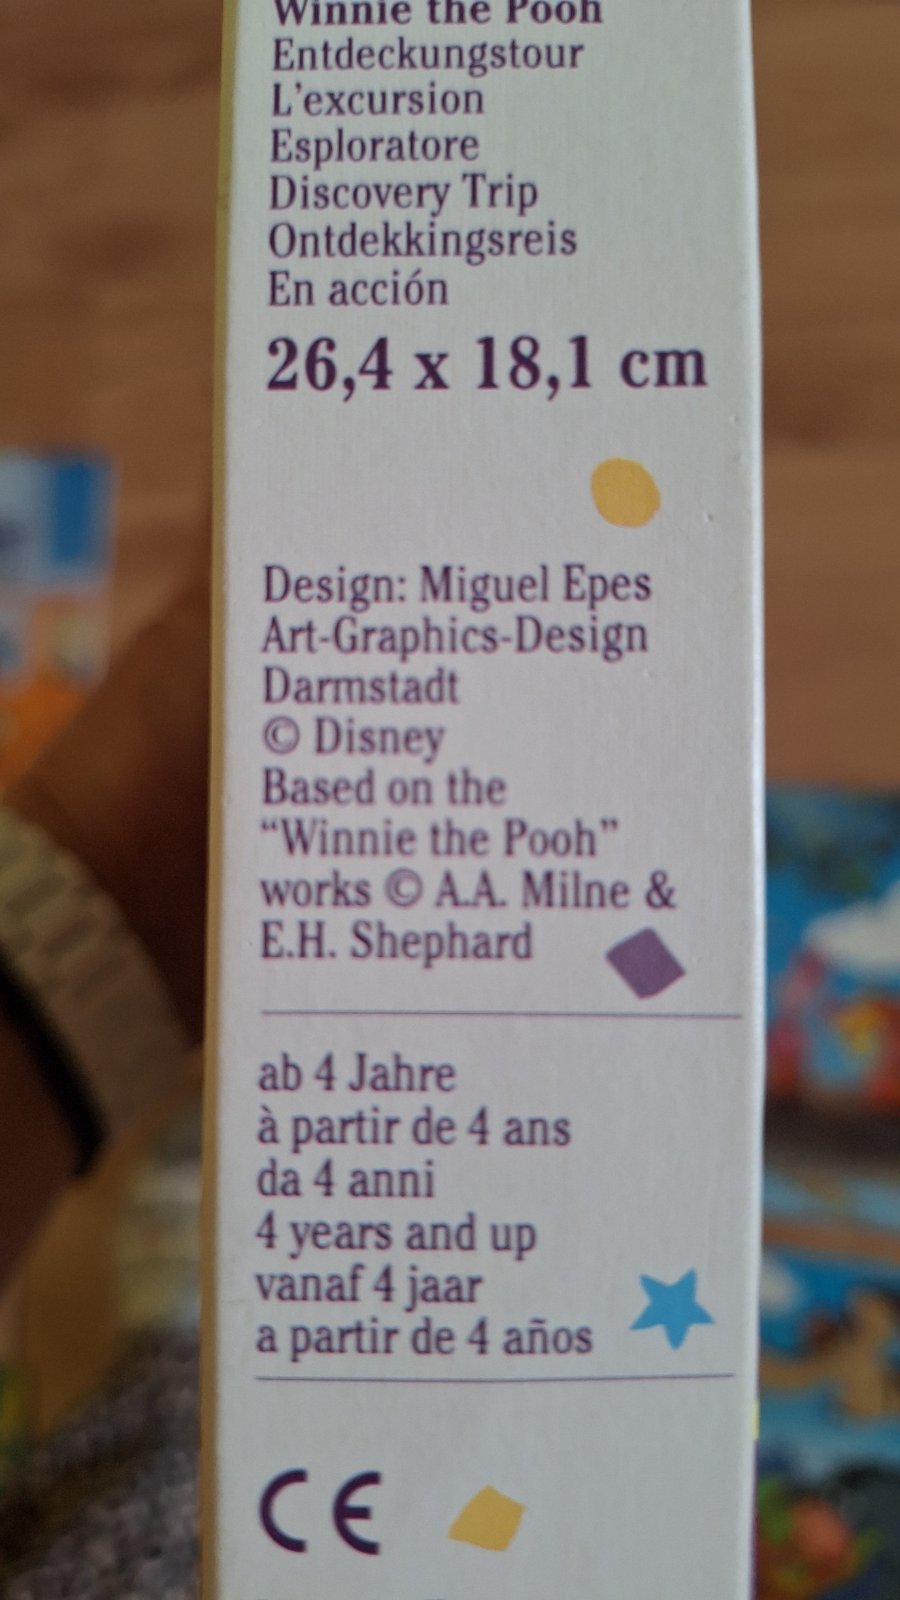 Winnie the Pooh
Entdeckungstour
L'excursion
Esploratore
Discovery Trip
Ontdekkingsreis
En acción
26,4 x 18,1 cm
Design: Miguel Epes
Art-Graphics-Design
Darmstadt
© Disney
Based on the
“Winnie the Pooh”
works © A.A. Milne &
E.H. Shephard
ab 4 Jahre
à partir de 4 ans
da 4 anni
4 years and up
vanaf 4 jaar
a partir de 4 años
CE